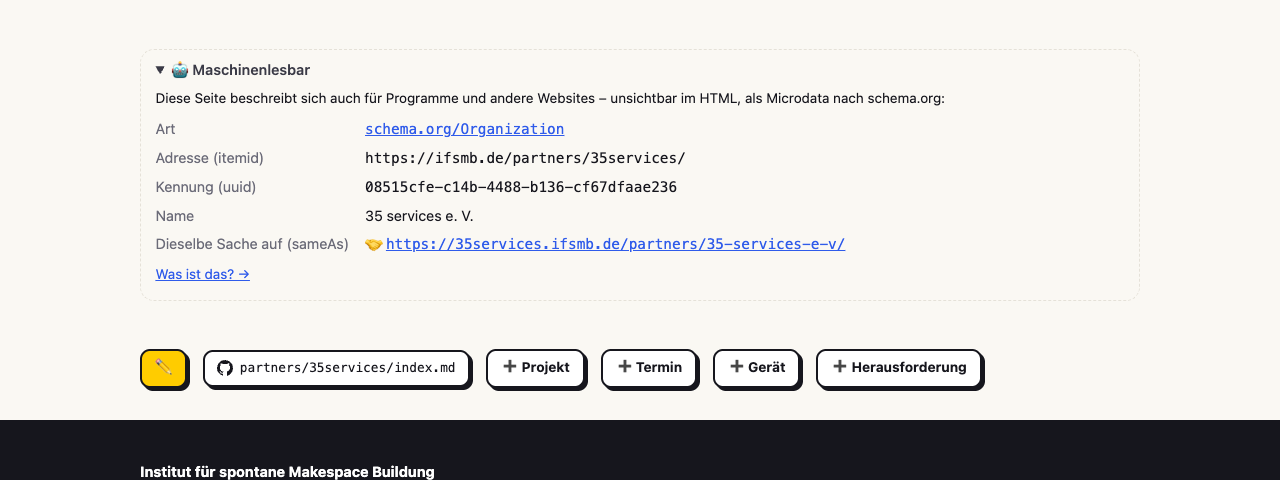 ▼ 🤖 Maschinenlesbar
Diese Seite beschreibt sich auch für Programme und andere Websites – unsichtbar im HTML, als Microdata nach schema.org:
Art schema.org/Organization
Adresse (itemid) https://ifsmb.de/partners/35services/
Kennung (uuid) 08515cfe-c14b-4488-b136-cf67dfaae236
Name 35 services e. V.
Dieselbe Sache auf (sameAs) 🤝 https://35services.ifsmb.de/partners/35-services-e-v/
Was ist das? →
✏️ partners/35services/index.md ➕ Projekt ➕ Termin ➕ Gerät ➕ Herausforderung
Institut für spontane Makespace Buildung